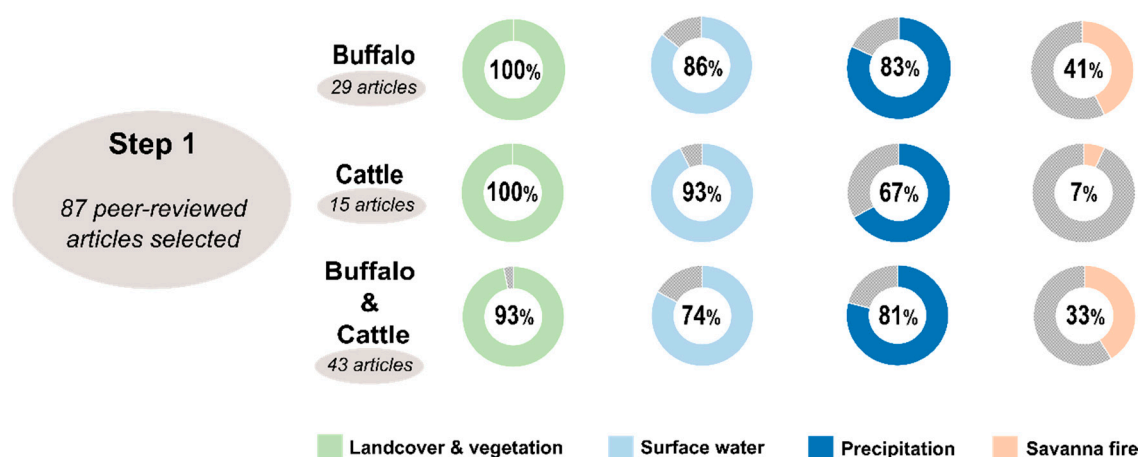 Buffalo
29 articles
100%
86%
83%
41%
Step 1
87 peer-reviewed
articles selected
Cattle
15 articles
100%
93%
67%
7%
Buffalo
&
Cattle
43 articles
93%
74%
81%
33%
Landcover & vegetation
Surface water
Precipitation
Savanna fire